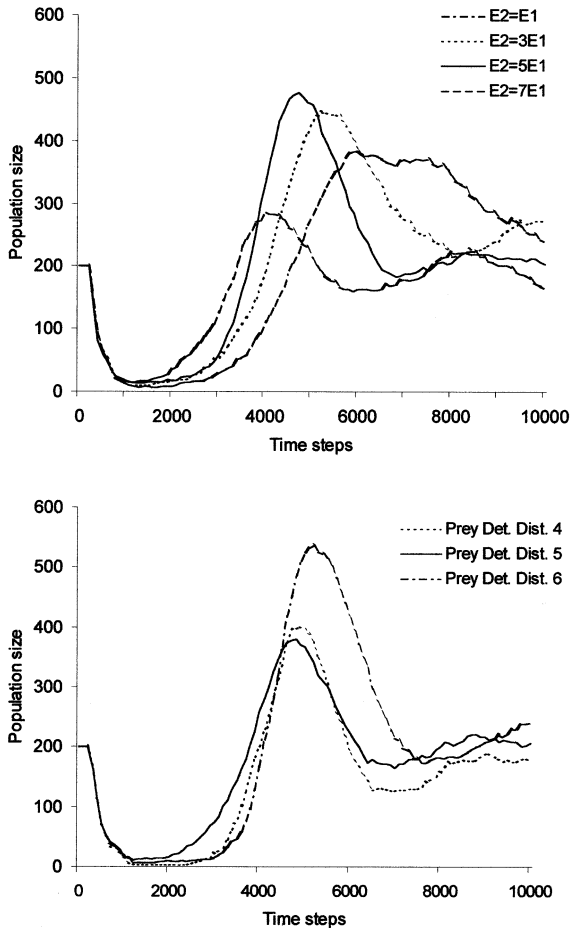 600
500
400
300
200
100
0
Population size
E2=E1
E2=3E1
E2=5E1
E2=7E1
0 2000 4000 6000 8000 10000
Time steps
600
500
400
300
200
100
0
Population size
Prey Det. Dist. 4
Prey Det. Dist. 5
Prey Det. Dist. 6
0 2000 4000 6000 8000 10000
Time steps